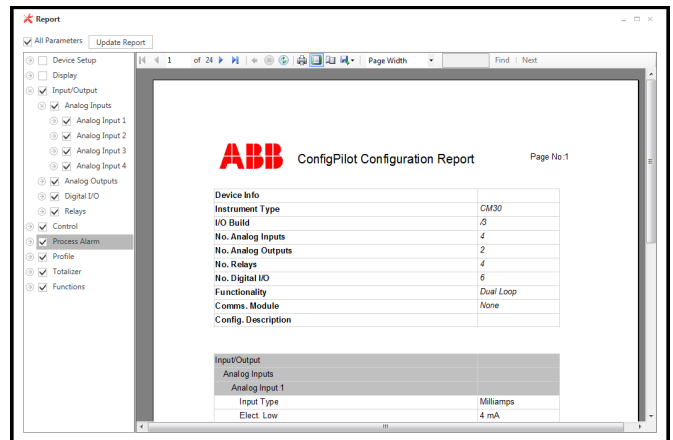 Report
All Parameters Update Report
Device Setup
Display
Input/Output
Analog Inputs
Analog Input 1
Analog Input 2
Analog Input 3
Analog Input 4
Analog Outputs
Digital I/O
Relays
Control
Process Alarm
Profile
Totalizer
Functions
1 of 24 Page Width Find | Next
ABB ConfigPilot Configuration Report Page No:1
Device Info
Instrument Type CM30
I/O Build /3
No. Analog Inputs 4
No. Analog Outputs 2
No. Relays 4
No. Digital I/O 6
Functionality Dual Loop
Comms. Module None
Config. Description
Input/Output
Analog Inputs
Analog Input 1
Input Type Milliamps
Elect. Low 4 mA